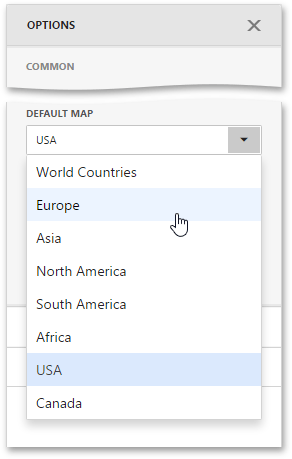 OPTIONS
COMMON
DEFAULT MAP
USA
World Countries
Europe
Asia
North America
South America
Africa
USA
Canada